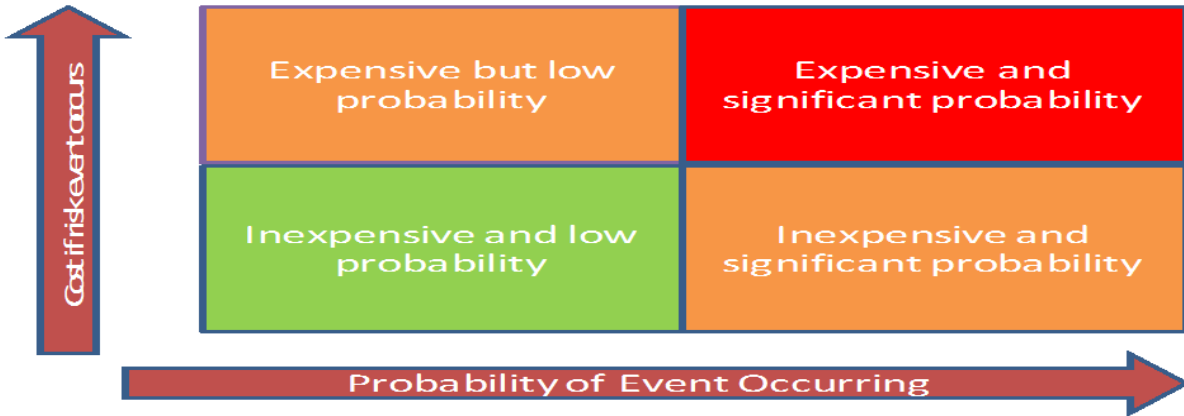 Cost if risk event occurs
Expensive but low
probability
Expensive and
significant probability
Inexpensive and low
probability
Inexpensive and
significant probability
Probability of Event Occurring